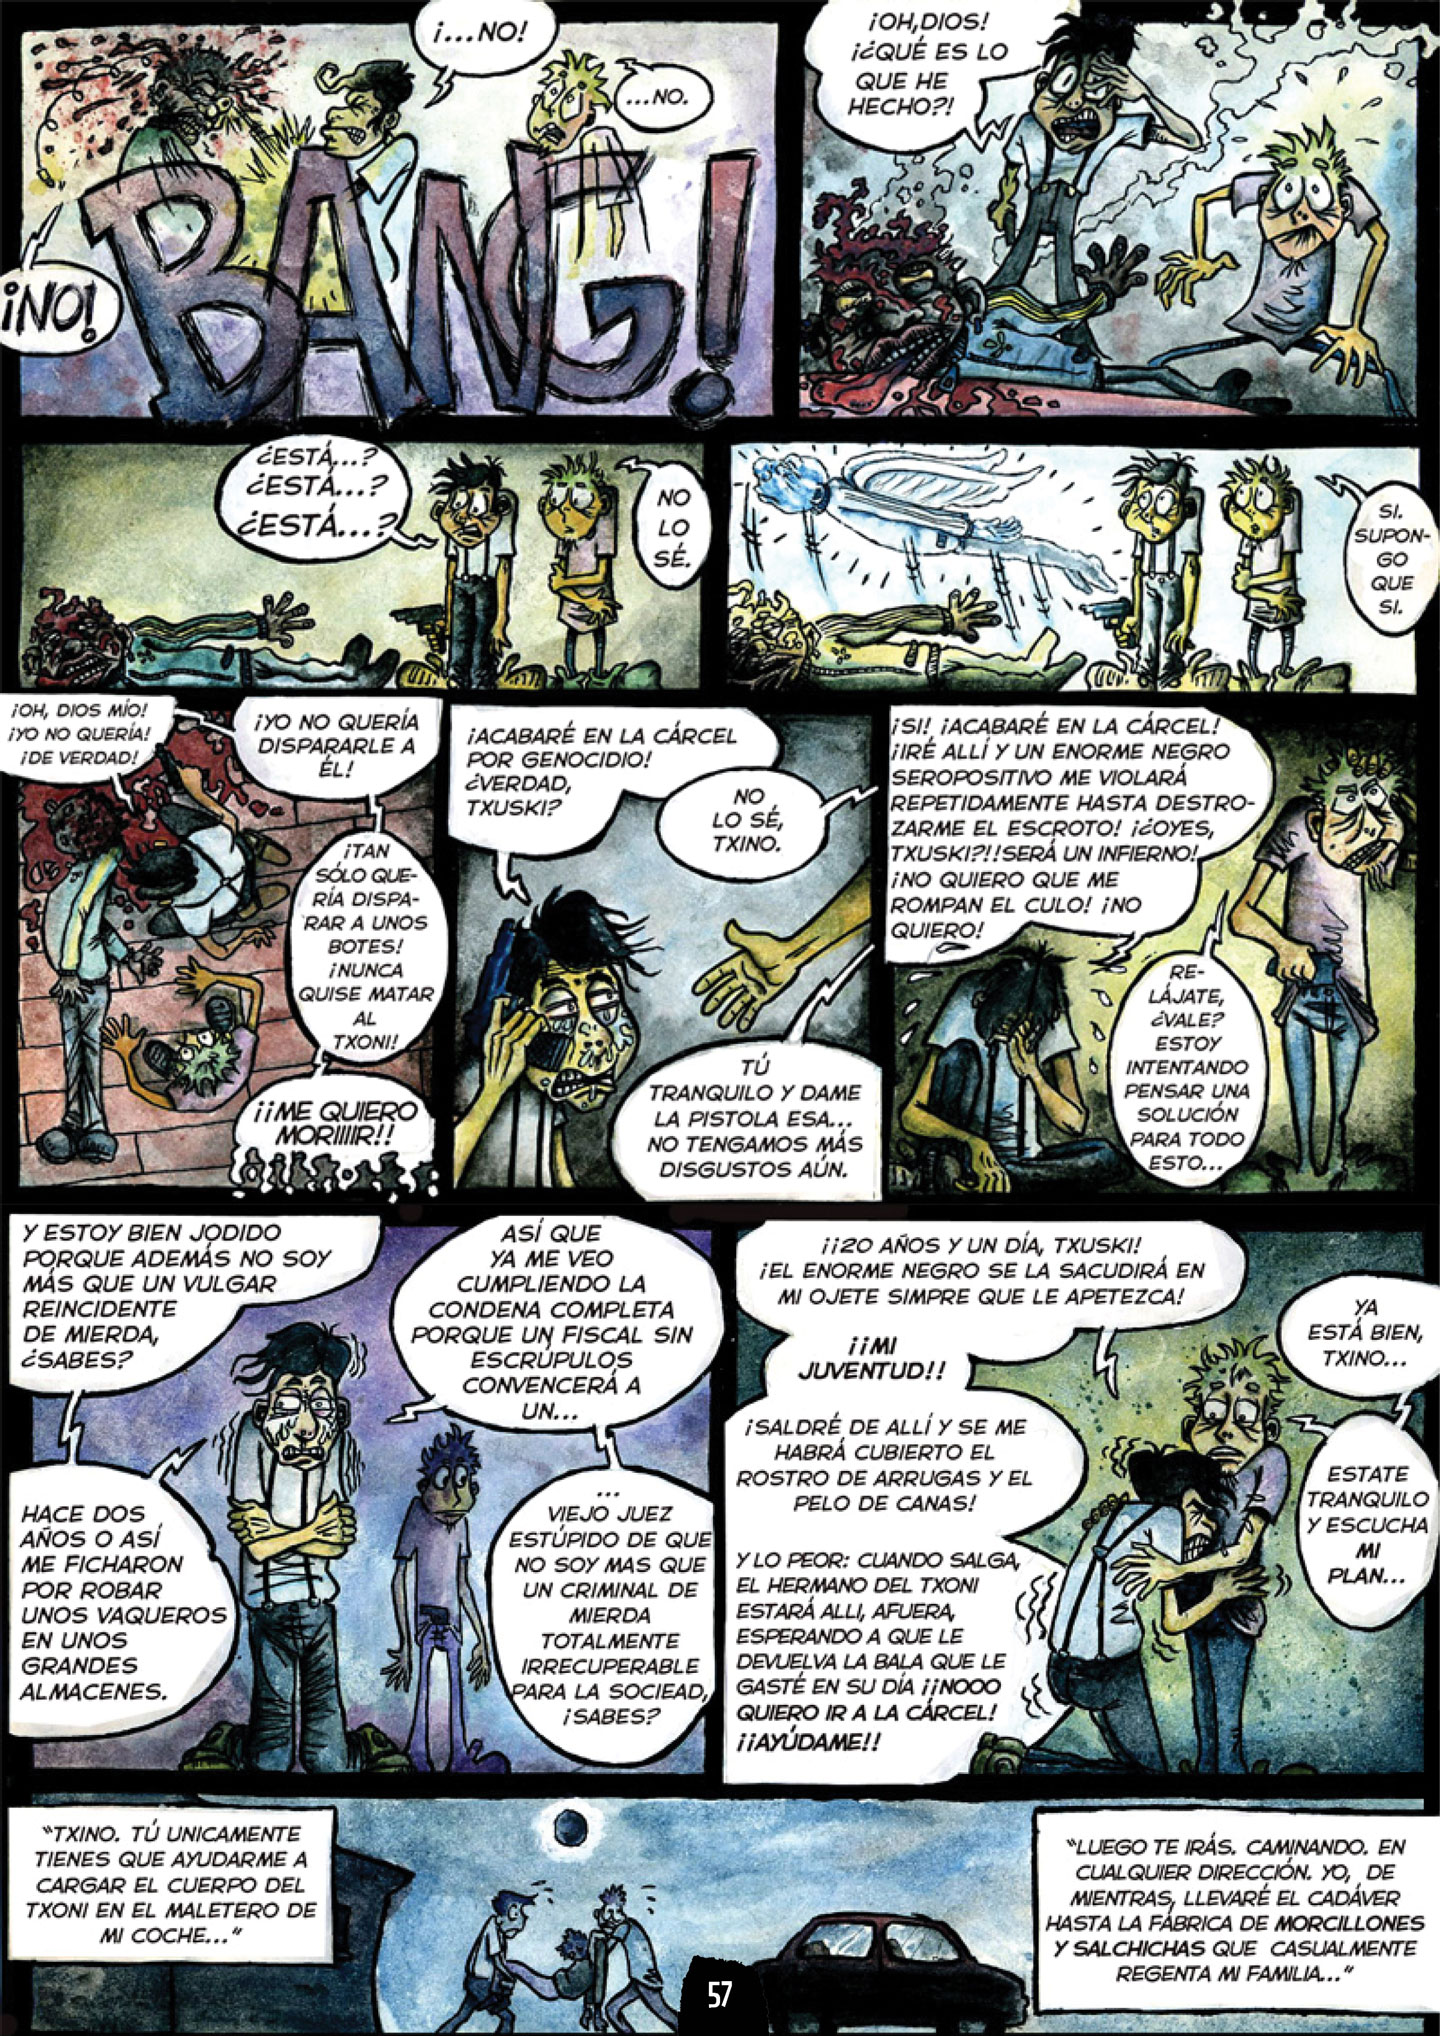 ¡...NO!
...NO.
¡NO!
BANG!
¡OH,DIOS!
¡¿QUÉ ES LO
QUE HE
HECHO?!
¿ESTÁ...?
¿ESTÁ...?
¿ESTÁ...?
NO
LO
SÉ.
SI.
SUPON-
GO
QUE
SI.
¡OH, DIOS MÍO!
¡YO NO QUERÍA!
¡DE VERDAD!
¡YO NO QUERÍA
DISPARARLE A
ÉL!
¡TAN
SÓLO QUE-
RÍA DISPA-
RAR A UNOS
BOTES!
¡NUNCA
QUISE MATAR
AL
TXONI!
¡¡ME QUIERO
MORIIIIR!!
¡ACABARÉ EN LA CÁRCEL
POR GENOCIDIO!
¿VERDAD,
TXUSKI?
NO
LO SÉ,
TXINO.
TÚ
TRANQUILO Y DAME
LA PISTOLA ESA...
NO TENGAMOS MÁS
DISGUSTOS AÚN.
¡SI! ¡ACABARÉ EN LA CÁRCEL!
¡IRÉ ALLÍ Y UN ENORME NEGRO
SEROPOSITIVO ME VIOLARÁ
REPETIDAMENTE HASTA DESTRO-
ZARME EL ESCROTO! ¡¿OYES,
TXUSKI?!!SERÁ UN INFIERNO!
¡NO QUIERO QUE ME
ROMPAN EL CULO! ¡NO
QUIERO!
RE-
LÁJATE,
¿VALE?
ESTOY
INTENTANDO
PENSAR UNA
SOLUCIÓN
PARA TODO
ESTO...
Y ESTOY BIEN JODIDO
PORQUE ADEMÁS NO SOY
MÁS QUE UN VULGAR
REINCIDENTE
DE MIERDA,
¿SABES?
HACE DOS
AÑOS O ASÍ
ME FICHARON
POR ROBAR
UNOS VAQUEROS
EN UNOS
GRANDES
ALMACENES.
ASÍ QUE
YA ME VEO
CUMPLIENDO LA
CONDENA COMPLETA
PORQUE UN FISCAL SIN
ESCRÚPULOS
CONVENCERÁ A
UN...
...
VIEJO JUEZ
ESTÚPIDO DE QUE
NO SOY MAS QUE
UN CRIMINAL DE
MIERDA
TOTALMENTE
IRRECUPERABLE
PARA LA SOCIEAD,
¡SABES?
¡¡20 AÑOS Y UN DÍA, TXUSKI!
¡EL ENORME NEGRO SE LA SACUDIRÁ EN
MI OJETE SIMPRE QUE LE APETEZCA!
¡¡MI
JUVENTUD!!
¡SALDRÉ DE ALLÍ Y SE ME
HABRÁ CUBIERTO EL
ROSTRO DE ARRUGAS Y EL
PELO DE CANAS!
Y LO PEOR: CUANDO SALGA,
EL HERMANO DEL TXONI
ESTARÁ ALLI, AFUERA,
ESPERANDO A QUE LE
DEVUELVA LA BALA QUE LE
GASTÉ EN SU DÍA ¡¡NOOO
QUIERO IR A LA CÁRCEL!
¡¡AYÚDAME!!
YA
ESTÁ BIEN,
TXINO...
ESTATE
TRANQUILO
Y ESCUCHA
MI
PLAN...
"TXINO. TÚ UNICAMENTE
TIENES QUE AYUDARME A
CARGAR EL CUERPO DEL
TXONI EN EL MALETERO DE
MI COCHE..."
"LUEGO TE IRÁS. CAMINANDO. EN
CUALQUIER DIRECCIÓN. YO, DE
MIENTRAS, LLEVARÉ EL CADÁVER
HASTA LA FÁBRICA DE MORCILLONES
Y SALCHICHAS QUE CASUALMENTE
REGENTA MI FAMILIA..."
57